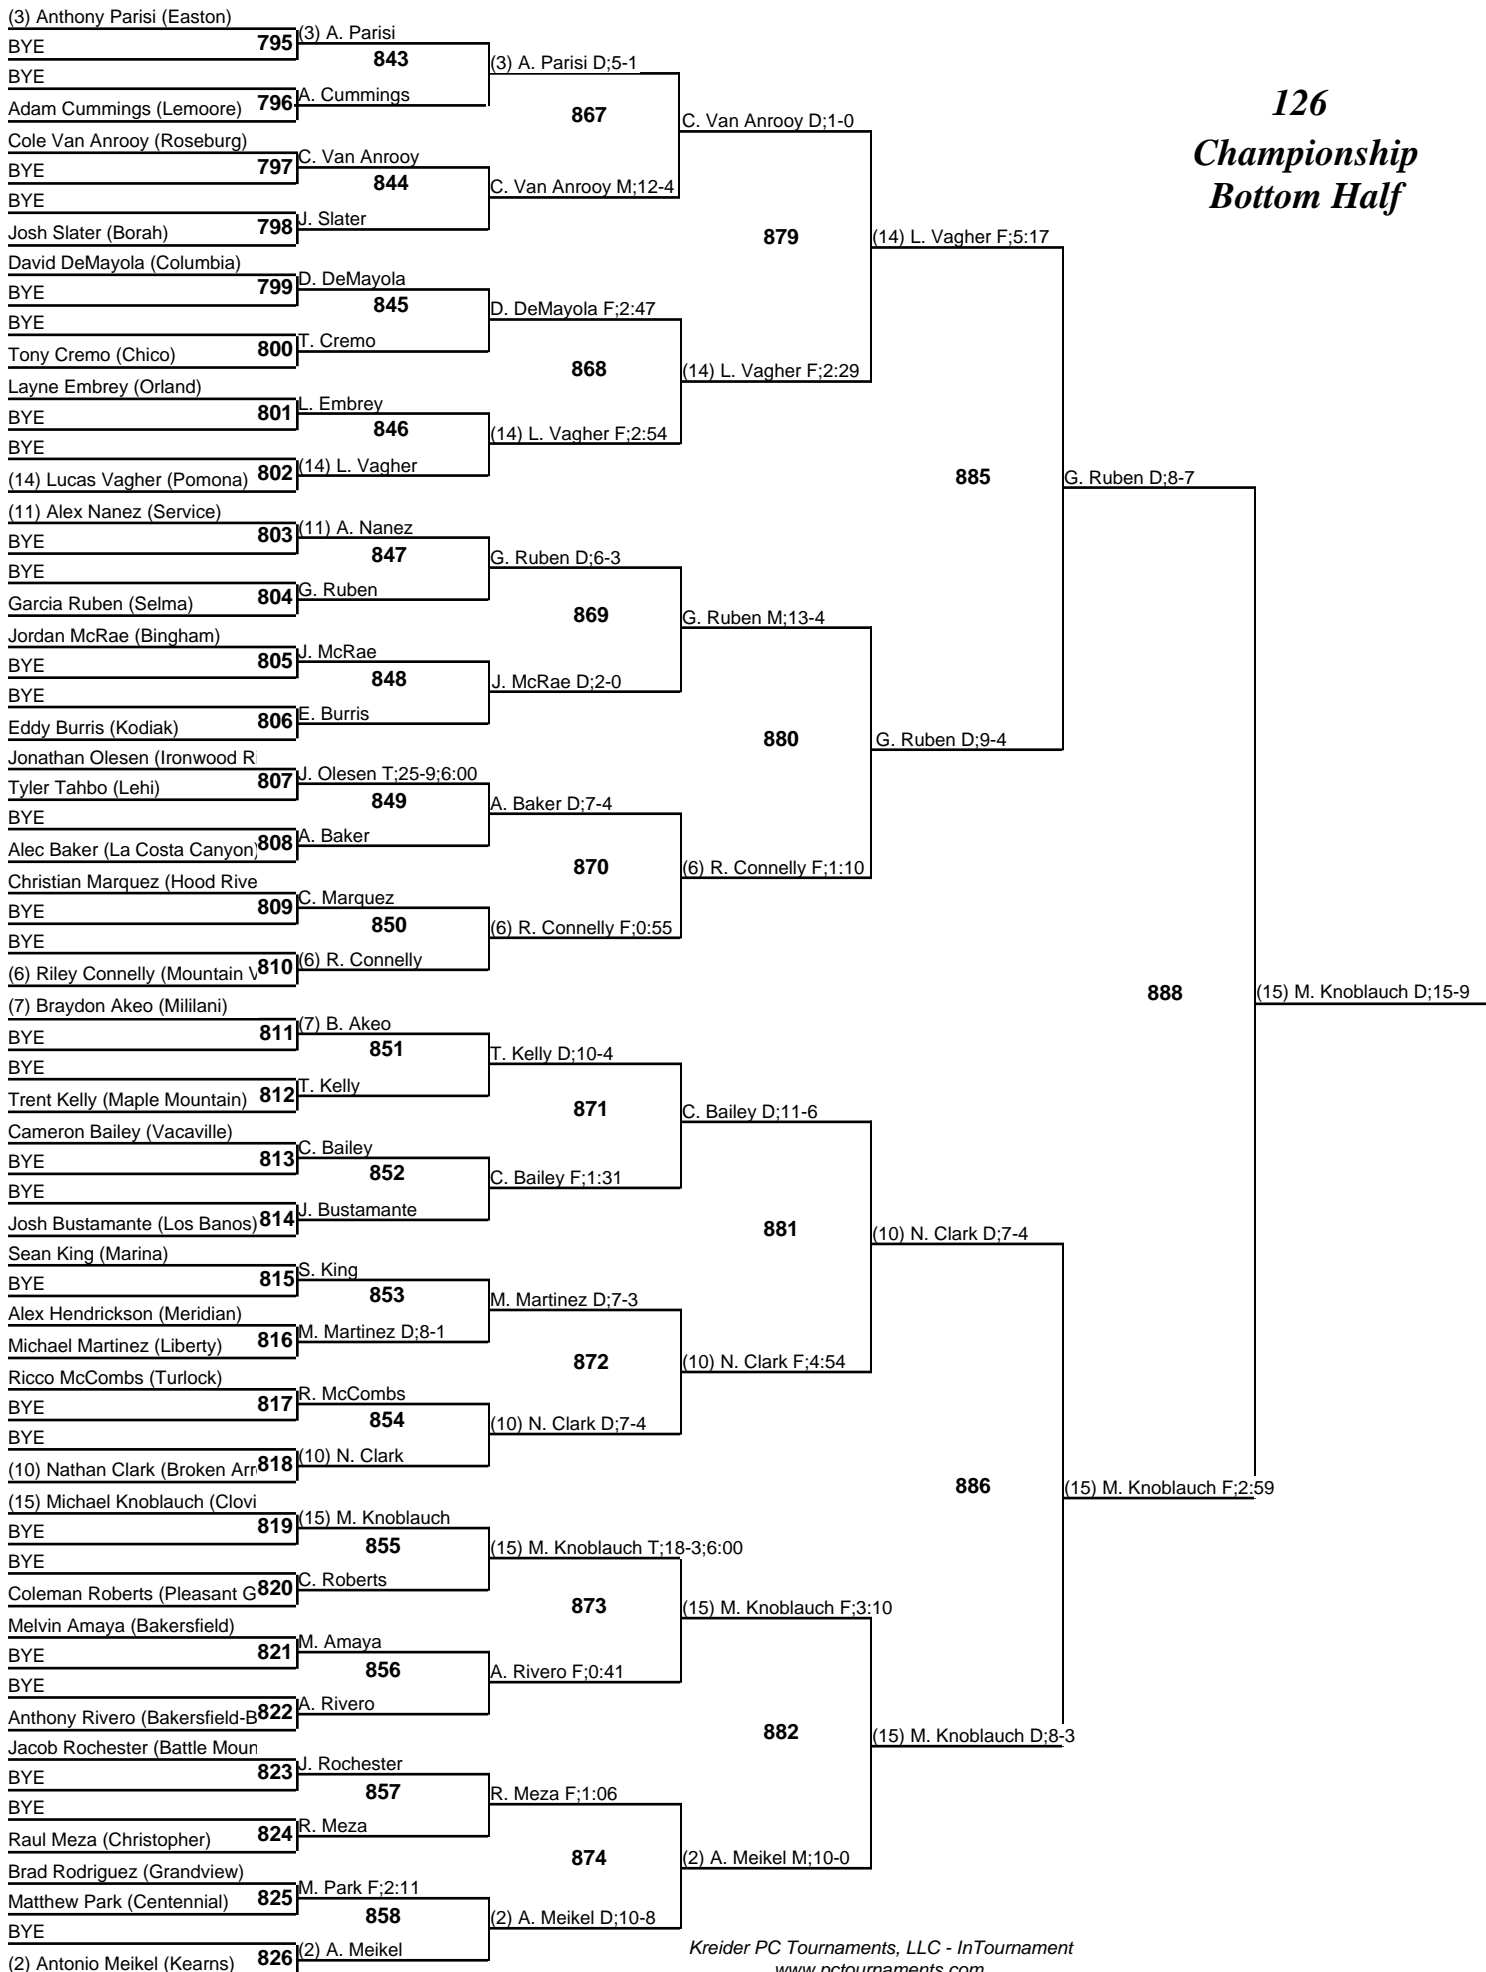 126
Championship
Bottom Half
(3) Anthony Parisi (Easton)
BYE
795
BYE
Adam Cummings (Lemoore)
796
Cole Van Anrooy (Roseburg)
BYE
797
BYE
Josh Slater (Borah)
798
David DeMayola (Columbia)
BYE
799
BYE
Tony Cremo (Chico)
800
Layne Embrey (Orland)
BYE
801
BYE
(14) Lucas Vagher (Pomona)
802
(11) Alex Nanez (Service)
BYE
803
BYE
Garcia Ruben (Selma)
804
Jordan McRae (Bingham)
BYE
805
BYE
Eddy Burris (Kodiak)
806
Jonathan Olesen (Ironwood Ri
Tyler Tahbo (Lehi)
807
BYE
Alec Baker (La Costa Canyon)
808
Christian Marquez (Hood Rive
BYE
809
BYE
(6) Riley Connelly (Mountain V
810
(7) Braydon Akeo (Mililani)
BYE
811
BYE
Trent Kelly (Maple Mountain)
812
Cameron Bailey (Vacaville)
BYE
813
BYE
Josh Bustamante (Los Banos)
814
Sean King (Marina)
BYE
815
Alex Hendrickson (Meridian)
Michael Martinez (Liberty)
816
Ricco McCombs (Turlock)
BYE
817
BYE
(10) Nathan Clark (Broken Arr
818
(15) Michael Knoblauch (Clovi
BYE
819
BYE
Coleman Roberts (Pleasant G
820
Melvin Amaya (Bakersfield)
BYE
821
BYE
Anthony Rivero (Bakersfield-B
822
Jacob Rochester (Battle Moun
BYE
823
BYE
Raul Meza (Christopher)
824
Brad Rodriguez (Grandview)
Matthew Park (Centennial)
825
BYE
(2) Antonio Meikel (Kearns)
826
(3) A. Parisi
843
A. Cummings
C. Van Anrooy
844
J. Slater
D. DeMayola
845
T. Cremo
L. Embrey
846
(14) L. Vagher
(11) A. Nanez
847
G. Ruben
J. McRae
848
E. Burris
J. Olesen T;25-9;6:00
849
A. Baker
C. Marquez
850
(6) R. Connelly
(7) B. Akeo
851
T. Kelly
C. Bailey
852
J. Bustamante
S. King
853
M. Martinez D;8-1
R. McCombs
854
(10) N. Clark
(15) M. Knoblauch
855
C. Roberts
M. Amaya
856
A. Rivero
J. Rochester
857
R. Meza
M. Park F;2:11
858
(2) A. Meikel
(3) A. Parisi D;5-1
867
C. Van Anrooy M;12-4
D. DeMayola F;2:47
868
(14) L. Vagher F;2:54
G. Ruben D;6-3
869
J. McRae D;2-0
A. Baker D;7-4
870
(6) R. Connelly F;0:55
T. Kelly D;10-4
871
C. Bailey F;1:31
M. Martinez D;7-3
872
(10) N. Clark D;7-4
(15) M. Knoblauch T;18-3;6:00
873
A. Rivero F;0:41
R. Meza F;1:06
874
(2) A. Meikel D;10-8
C. Van Anrooy D;1-0
879
(14) L. Vagher F;2:29
G. Ruben M;13-4
880
(6) R. Connelly F;1:10
C. Bailey D;11-6
881
(10) N. Clark F;4:54
(15) M. Knoblauch F;3:10
882
(2) A. Meikel M;10-0
(14) L. Vagher F;5:17
885
G. Ruben D;9-4
(10) N. Clark D;7-4
886
(15) M. Knoblauch D;8-3
G. Ruben D;8-7
888
(15) M. Knoblauch F;2:59
(15) M. Knoblauch D;15-9
Kreider PC Tournaments, LLC - InTournament
www.pctournaments.com